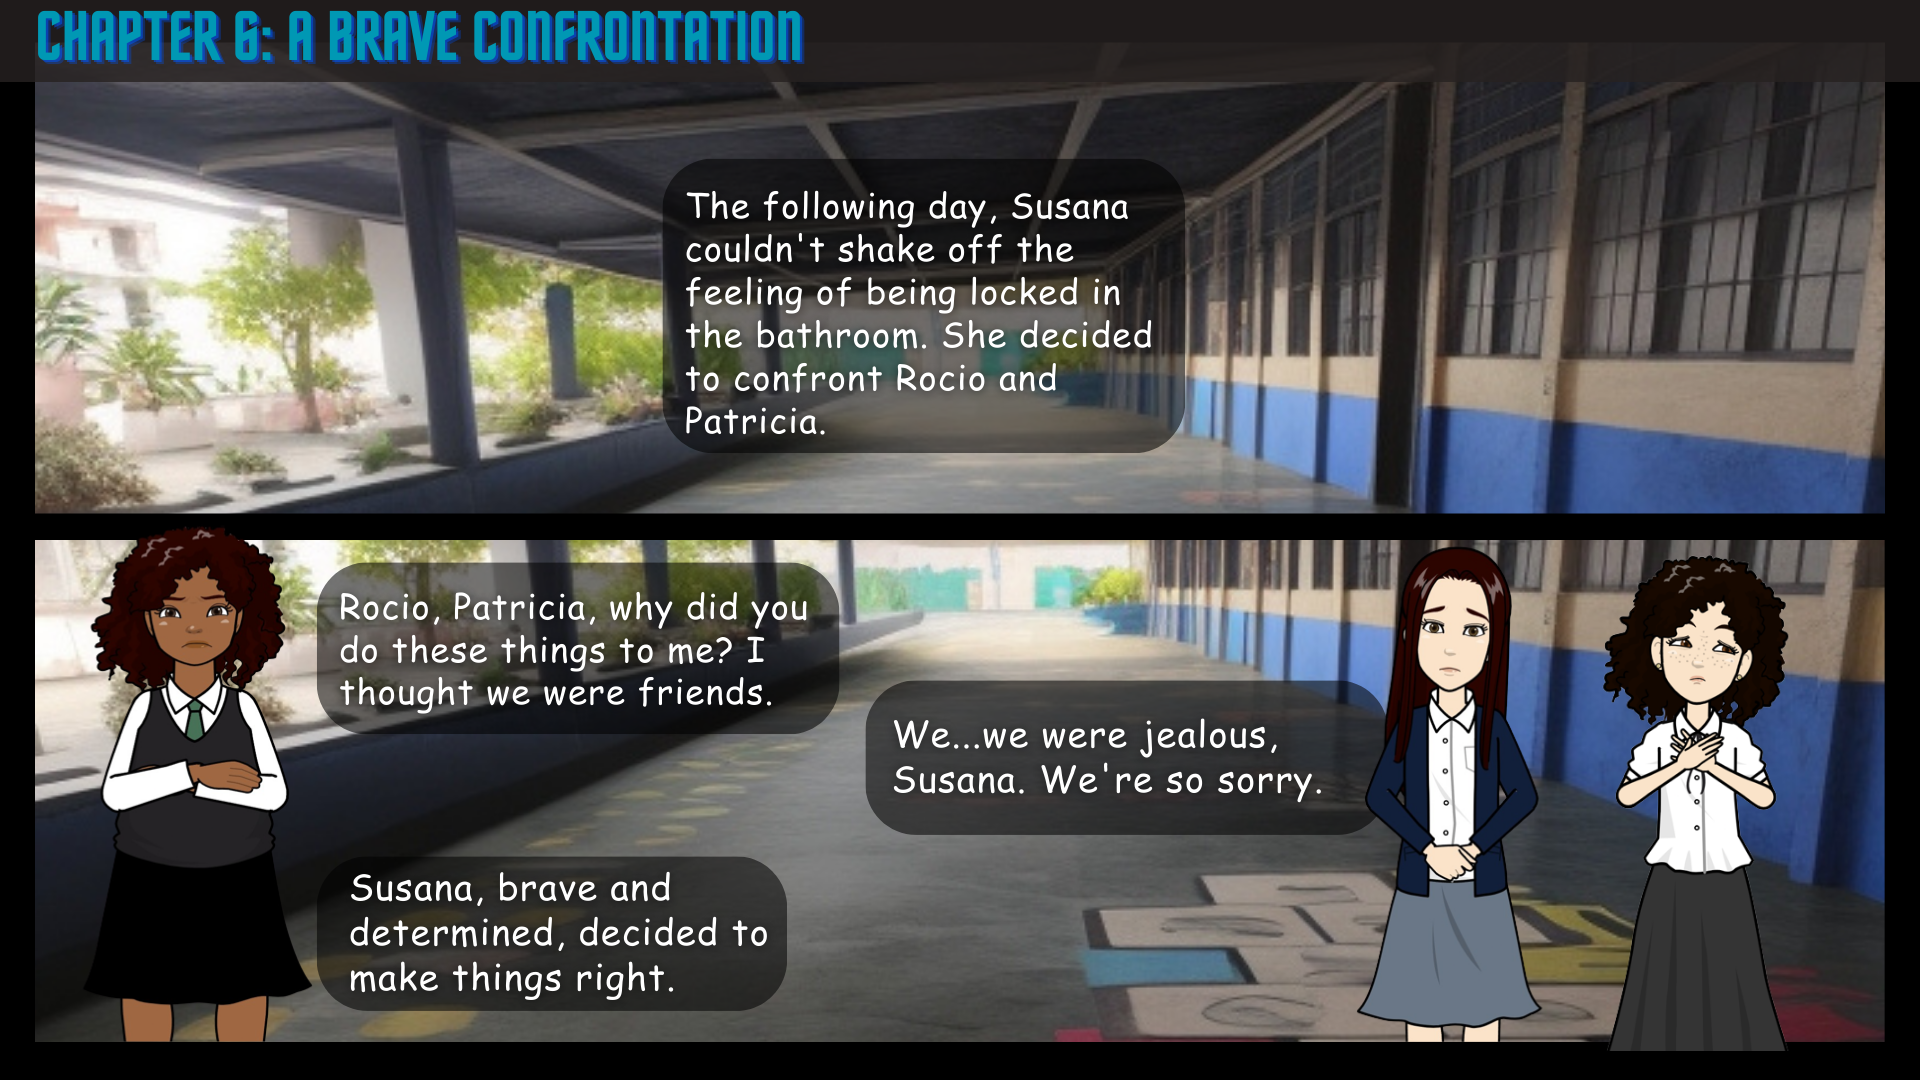 CHAPTER 6: A BRAVE CONFRONTATION
The following day, Susana
couldn't shake off the
feeling of being locked in
the bathroom. She decided
to confront Rocio and
Patricia.
Rocio, Patricia, why did you
do these things to me? I
thought we were friends.
We...we were jealous,
Susana. We're so sorry.
Susana, brave and
determined, decided to
make things right.